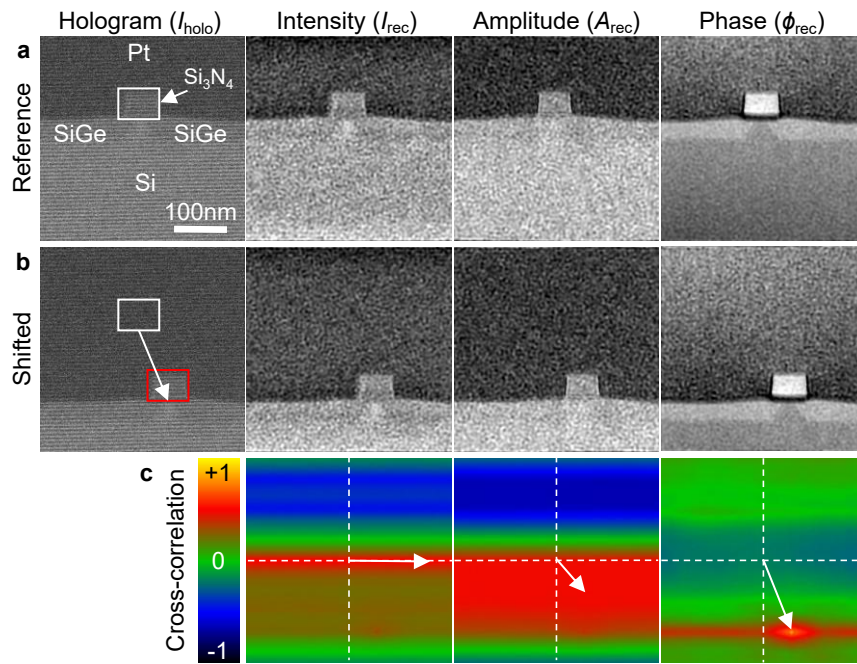 Hologram (I_holo) Intensity (I_rec) Amplitude (A_rec) Phase (ϕ_rec)
a
Reference
Pt
Si₃N₄
SiGe SiGe
Si
100nm
b
Shifted
c
Cross-correlation
+1
0
-1